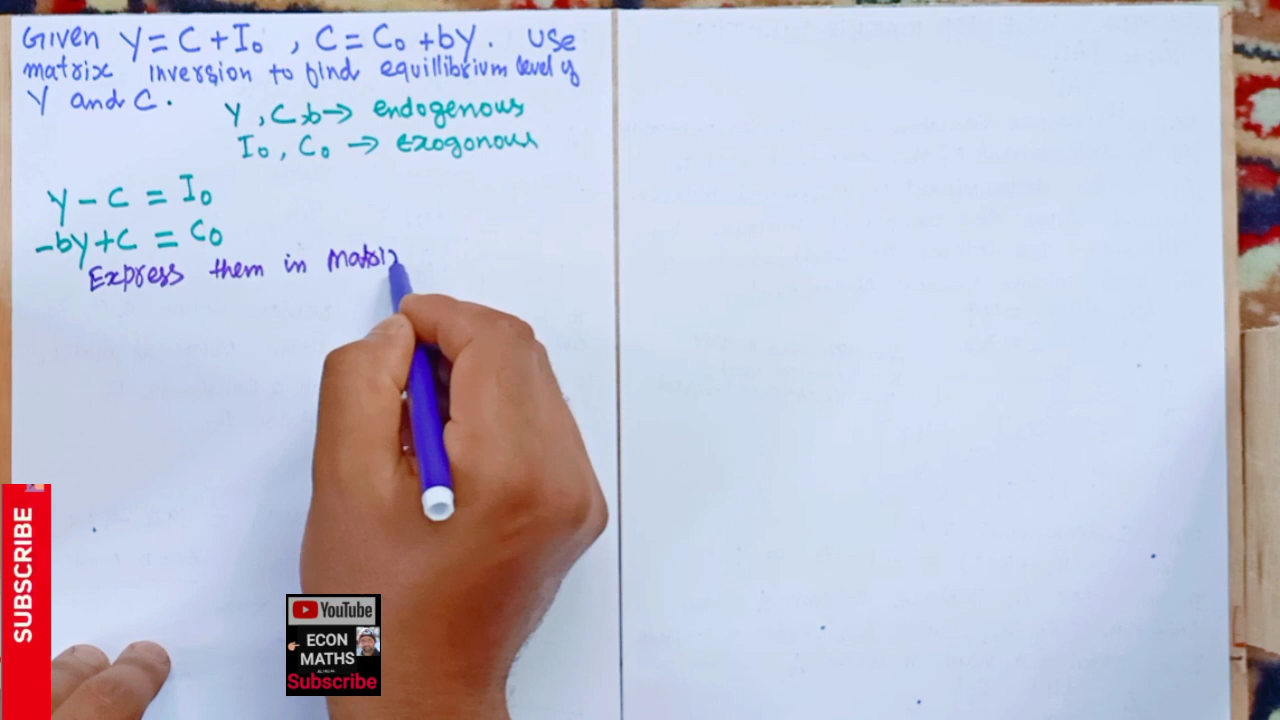 Given Y = C + I₀ , C = C₀ + bY. Use
matrix inversion to find equillibrium level of
Y and C.
Y, C, b → endogenous
I₀, C₀ → exogonous
Y - C = I₀
-bY + C = C₀
Express them in Matrix
SUBSCRIBE
YouTube
ECON
MATHS
Subscribe